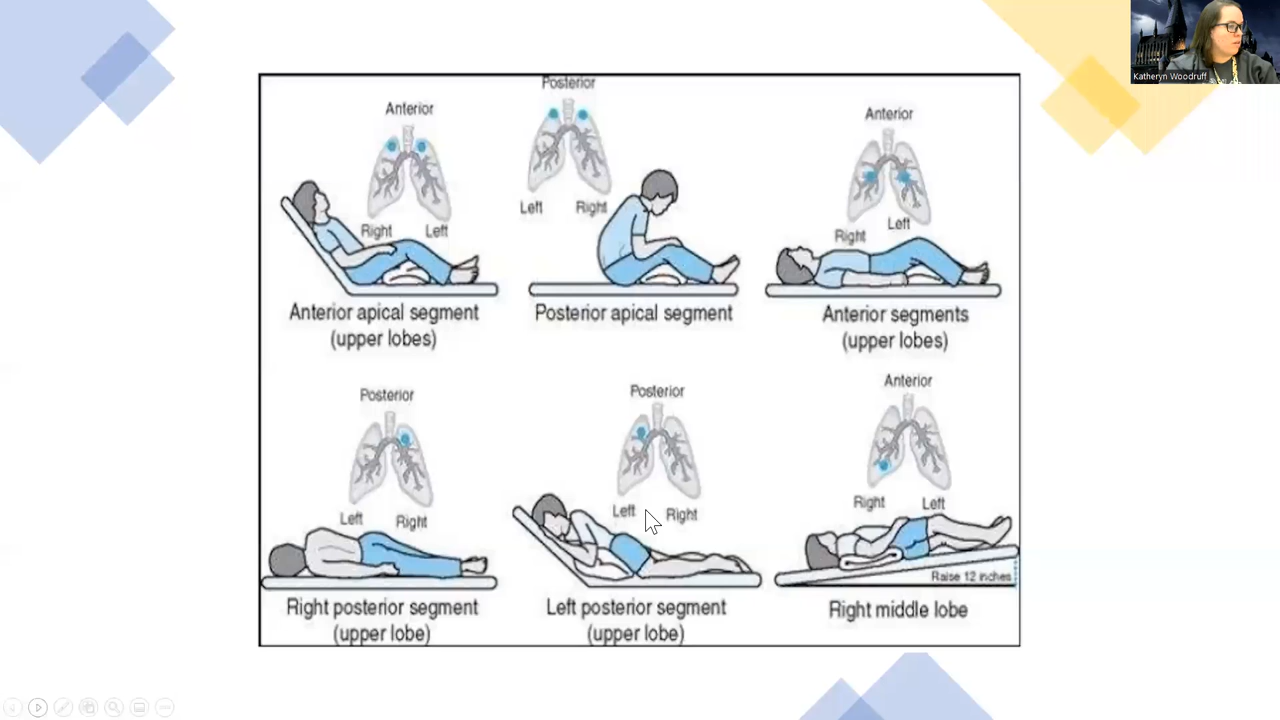 Katheryn Woodruff
Anterior
Right
Left
Anterior apical segment
(upper lobes)
Posterior
Left
Right
Posterior apical segment
Anterior
Right
Left
Anterior segments
(upper lobes)
Posterior
Left
Right
Right posterior segment
(upper lobe)
Posterior
Left
Right
Left posterior segment
(upper lobe)
Anterior
Right
Left
Raise 12 inches
Right middle lobe